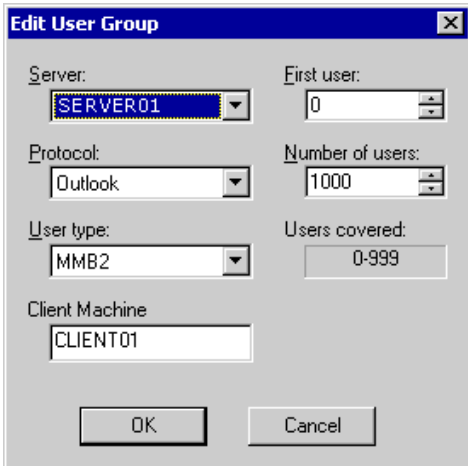 Edit User Group
Server:
SERVER01
First user:
0
Protocol:
Outlook
Number of users:
1000
User type:
MMB2
Users covered:
0-999
Client Machine
CLIENT01
OK
Cancel